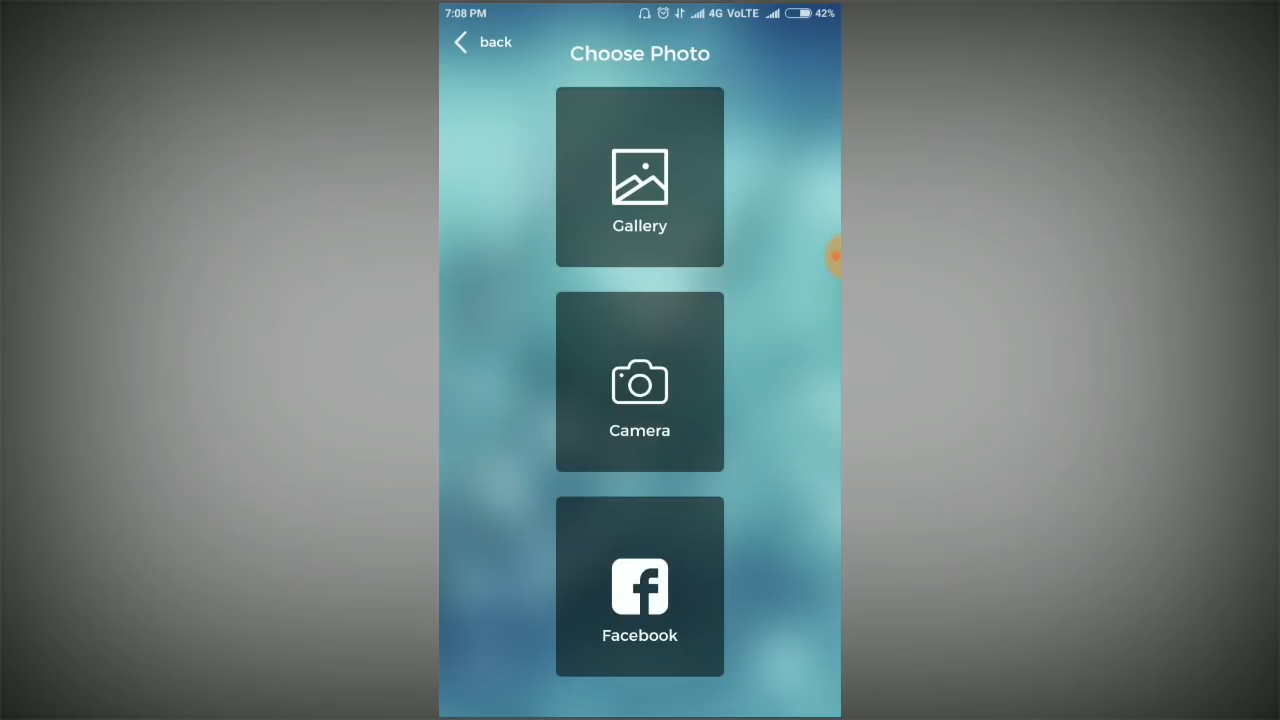 7:08 PM 4G VoLTE 42%
back
Choose Photo
Gallery
Camera
Facebook